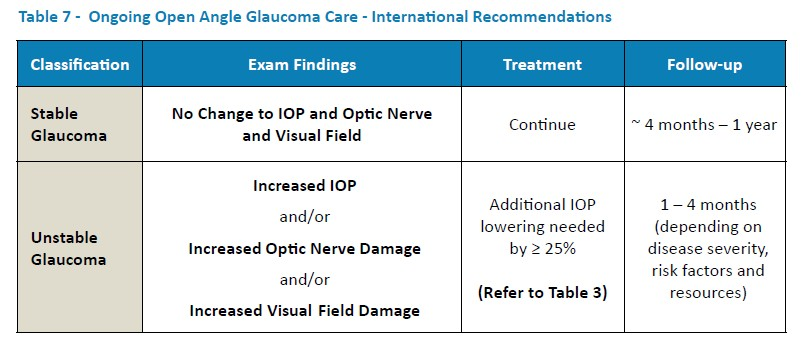 Table 7 - Ongoing Open Angle Glaucoma Care - International Recommendations
Classification Exam Findings Treatment Follow-up
Stable
Glaucoma
No Change to IOP and Optic Nerve
and Visual Field
Continue
~ 4 months – 1 year
Unstable
Glaucoma
Increased IOP
and/or
Increased Optic Nerve Damage
and/or
Increased Visual Field Damage
Additional IOP
lowering needed
by ≥ 25%
(Refer to Table 3)
1 – 4 months
(depending on
disease severity,
risk factors and
resources)